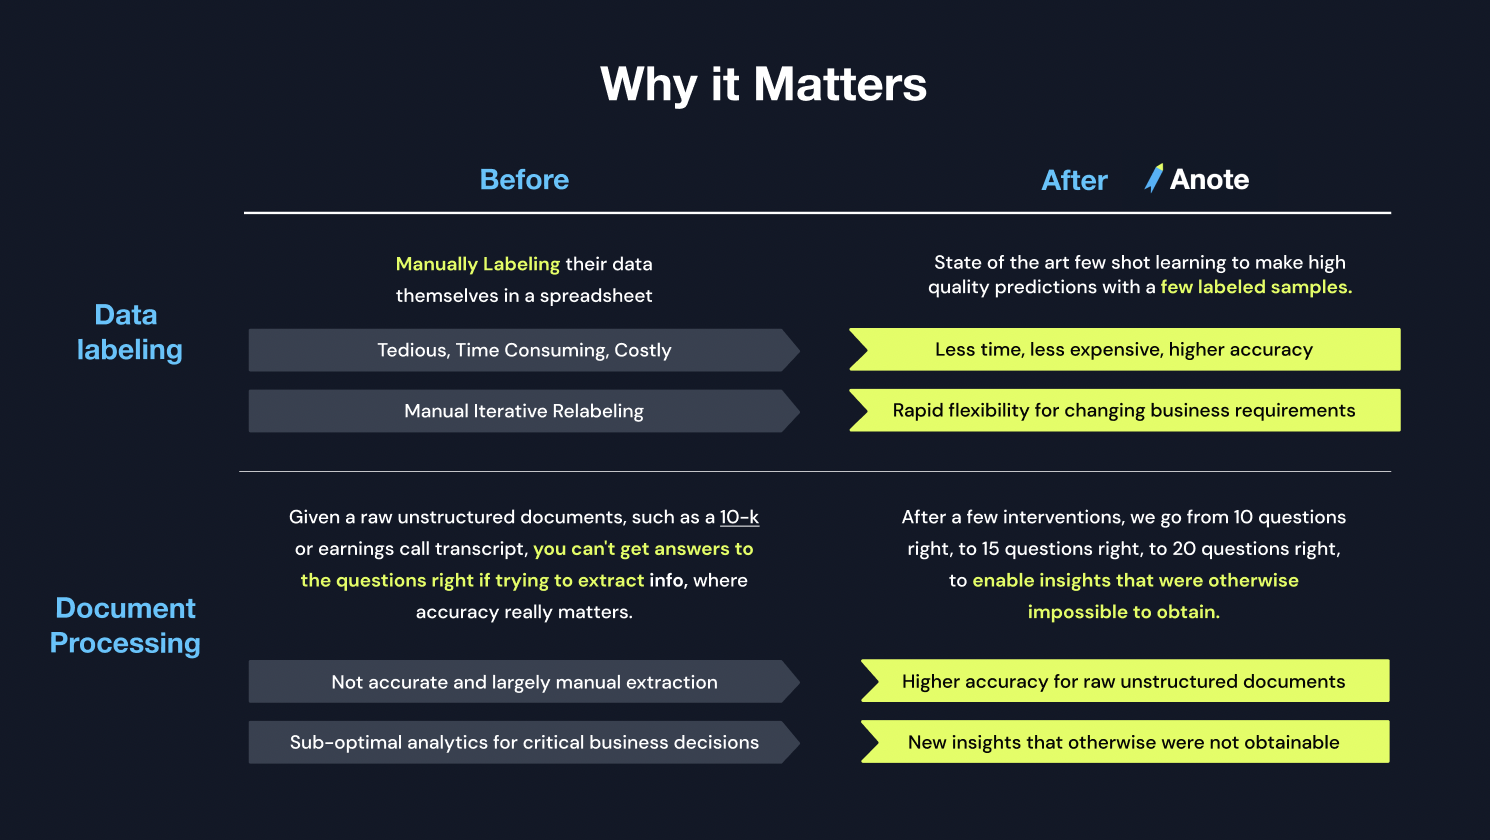 Why it Matters
Before
After
Anote
Data
labeling
Manually Labeling their data
themselves in a spreadsheet
Tedious, Time Consuming, Costly
Manual Iterative Relabeling
State of the art few shot learning to make high
quality predictions with a few labeled samples.
Less time, less expensive, higher accuracy
Rapid flexibility for changing business requirements
Document
Processing
Given a raw unstructured documents, such as a 10-k
or earnings call transcript, you can't get answers to
the questions right if trying to extract info, where
accuracy really matters.
Not accurate and largely manual extraction
Sub-optimal analytics for critical business decisions
After a few interventions, we go from 10 questions
right, to 15 questions right, to 20 questions right,
to enable insights that were otherwise
impossible to obtain.
Higher accuracy for raw unstructured documents
New insights that otherwise were not obtainable